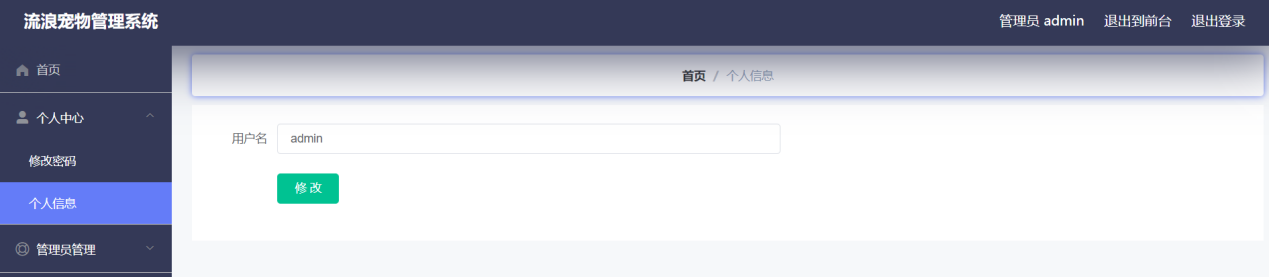 流浪宠物管理系统
管理员 admin 退出到前台 退出登录
首页
个人中心
修改密码
个人信息
管理员管理
首页 / 个人信息
用户名 admin
修 改